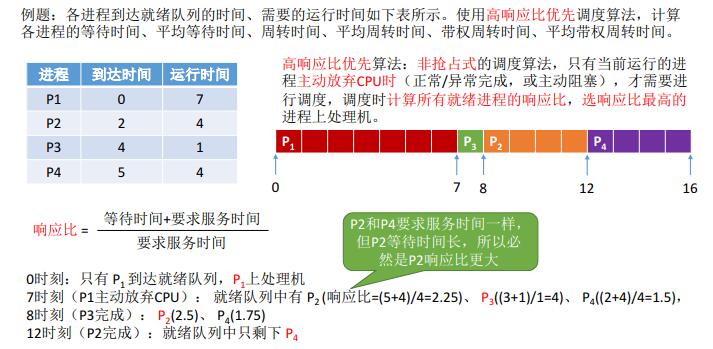 例题：各进程到达就绪队列的时间、需要的运行时间如下表所示。使用高响应比优先调度算法，计算
各进程的等待时间、平均等待时间、周转时间、平均周转时间、带权周转时间、平均带权周转时间。
进程 到达时间 运行时间
P1 0 7
P2 2 4
P3 4 1
P4 5 4
高响应比优先算法：非抢占式的调度算法，只有当前运行的进
程主动放弃CPU时（正常/异常完成，或主动阻塞），才需要进
行调度，调度时计算所有就绪进程的响应比，选响应比最高的
进程上处理机。
P1 P3 P2 P4
0 7 8 12 16
响应比 = 等待时间+要求服务时间
要求服务时间
P2和P4要求服务时间一样，
但P2等待时间长，所以必
然是P2响应比更大
0时刻：只有 P1 到达就绪队列，P1上处理机
7时刻（P1主动放弃CPU）： 就绪队列中有 P2 (响应比=(5+4)/4=2.25)、 P3((3+1)/1=4)、 P4((2+4)/4=1.5)，
8时刻（P3完成）： P2(2.5)、 P4(1.75)
12时刻（P2完成）：就绪队列中只剩下 P4